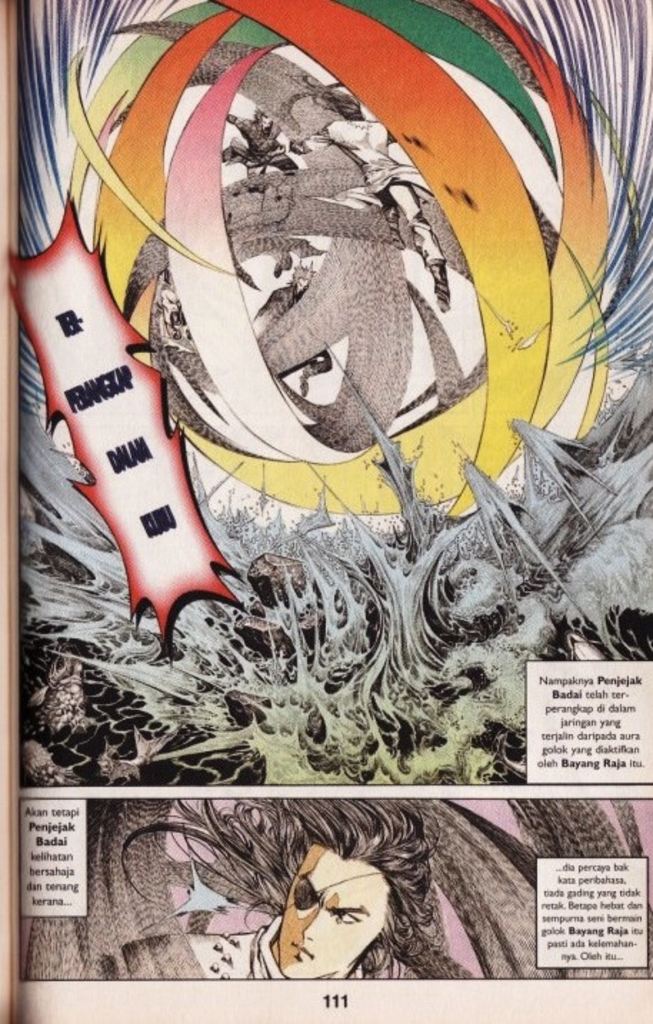 TER-
PERANGKAP
DALAM
KUBU
Nampaknya Penjejak
Badai telah ter-
perangkap di dalam
jaringan yang
terjalin daripada aura
golok yang diaktifkan
oleh Bayang Raja itu.
Akan tetapi
Penjejak
Badai
kelihatan
bersahaja
dan tenang
kerana...
...dia percaya bak
kata peribahasa,
tiada gading yang tidak
retak. Betapa hebat dan
sempurna seni bermain
golok Bayang Raja itu
pasti ada kelemahan-
nya. Oleh itu...
111